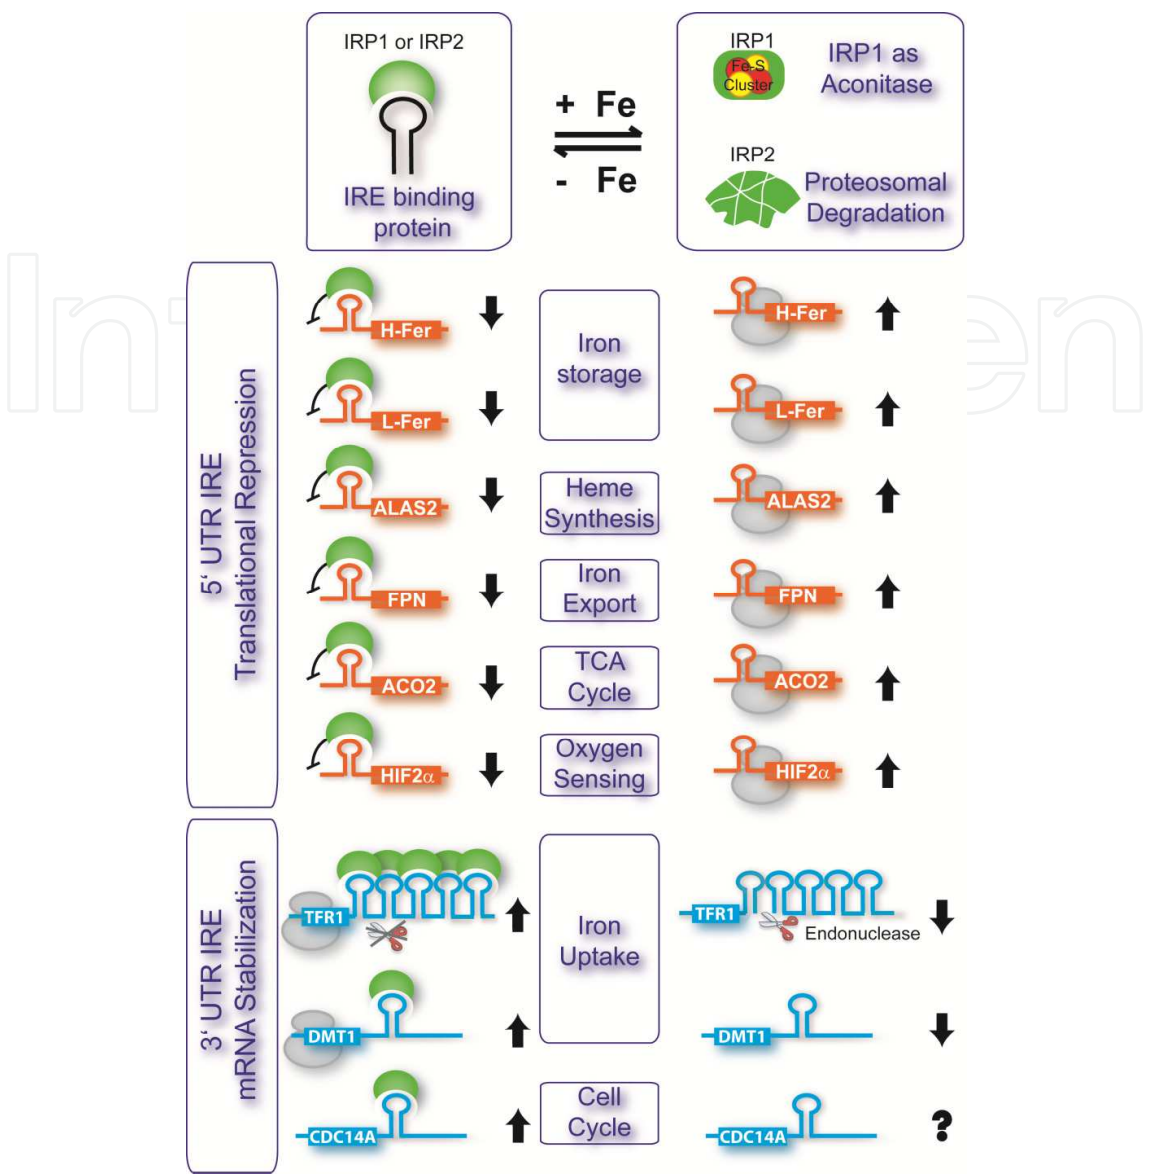 IRP1 or IRP2
IRE binding
protein
+ Fe
- Fe
IRP1
Fe-S
Cluster
IRP1 as
Aconitase
IRP2
Proteosomal
Degradation
5' UTR IRE
Translational Repression
H-Fer
Iron
storage
H-Fer
L-Fer
L-Fer
ALAS2
Heme
Synthesis
ALAS2
FPN
Iron
Export
FPN
ACO2
TCA
Cycle
ACO2
HIF2α
Oxygen
Sensing
HIF2α
3' UTR IRE
mRNA Stabilization
TFR1
Iron
Uptake
TFR1
Endonuclease
DMT1
DMT1
CDC14A
Cell
Cycle
CDC14A
?